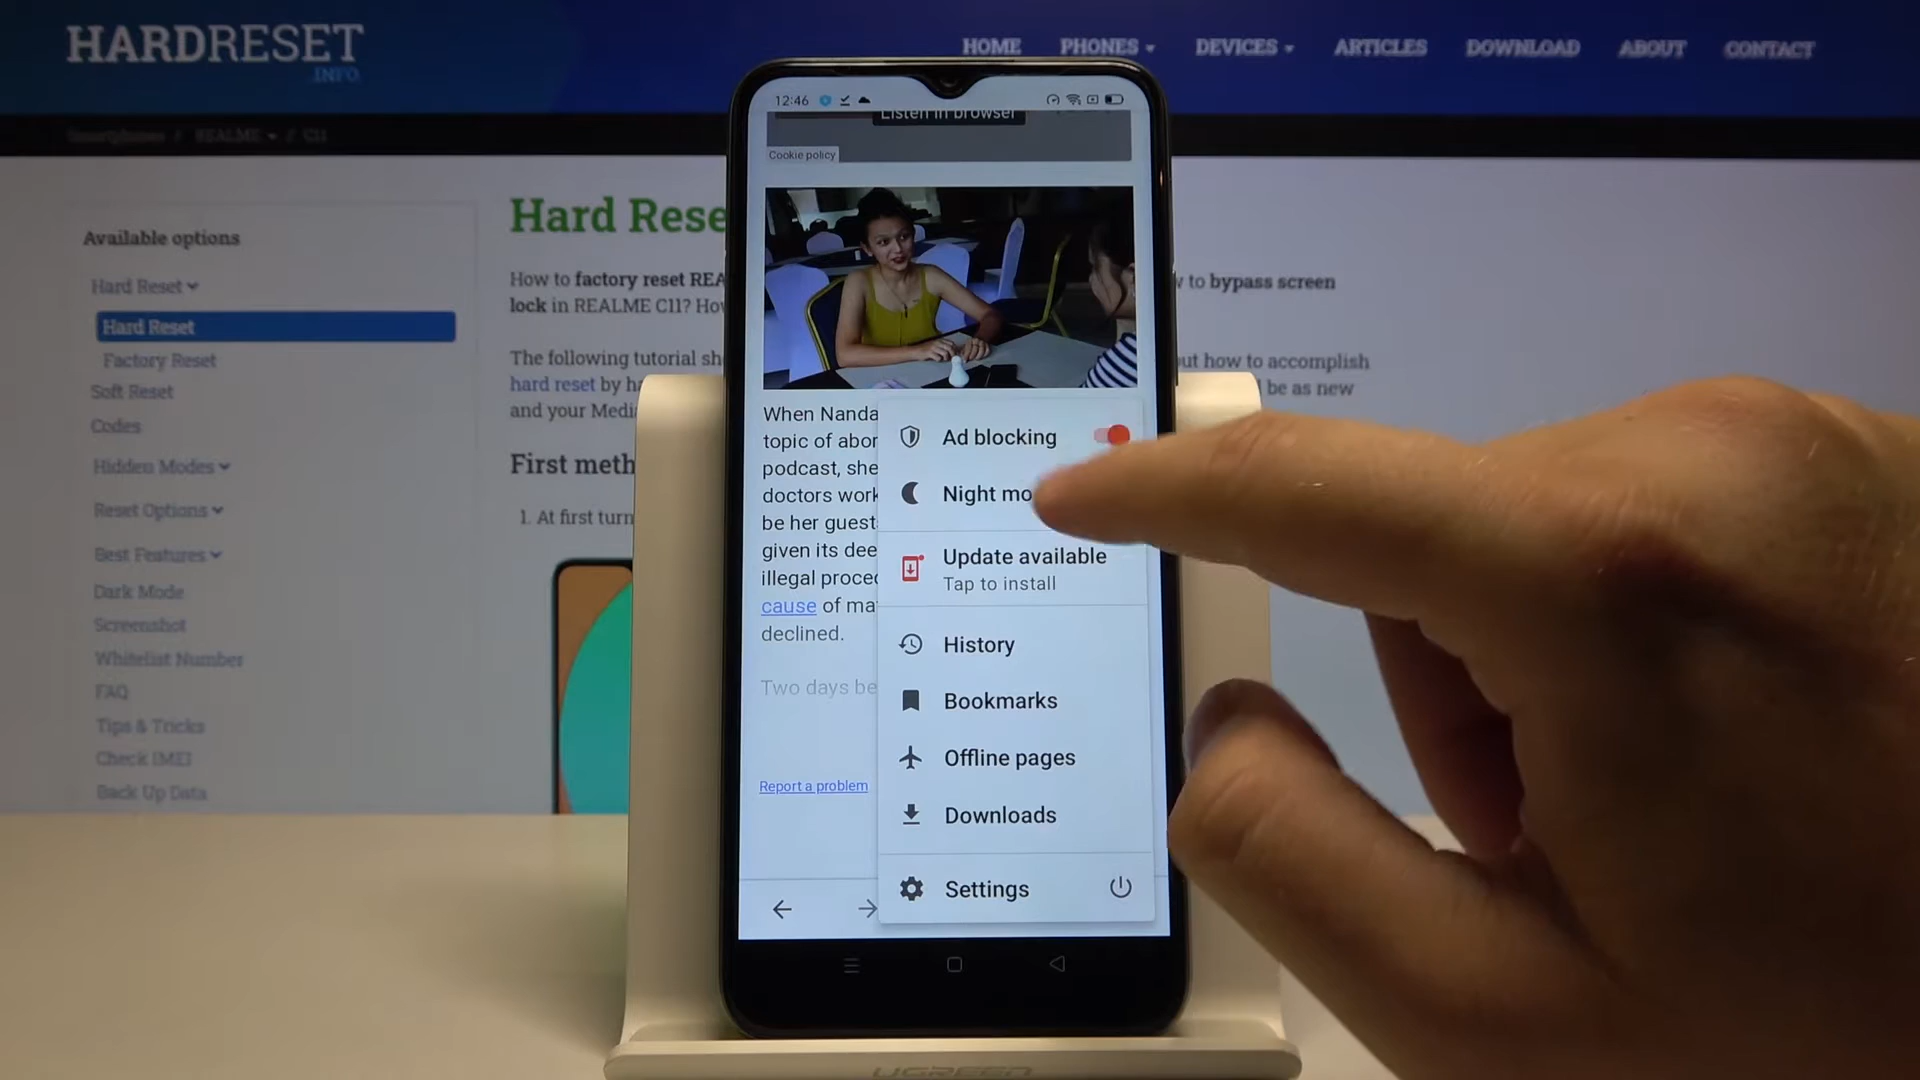 HARDRESET
.INFO
HOME PHONES DEVICES ARTICLES DOWNLOAD ABOUT CONTACT
Smartphones / REALME / C11
Available options
Hard Reset
Hard Reset
Factory Reset
Soft Reset
Codes
Hidden Modes
Reset Options
Best Features
Dark Mode
Screenshot
Whitelist Number
FAQ
Tips & Tricks
Check IMEI
Back Up Data
Hard Rese
How to factory reset REA
to bypass screen
lock in REALME C11? Ho
The following tutorial sh
ut how to accomplish
hard reset by ha
l be as new
and your Medi
First meth
1. At first turn
12:46
Listen in browser
Cookie policy
When Nanda
topic of abor
podcast, she
doctors work
be her guest
given its dee
illegal proced
cause of ma
declined.
Two days be
Report a problem
Ad blocking
Night mo
Update available
Tap to install
History
Bookmarks
Offline pages
Downloads
Settings
UGREEN